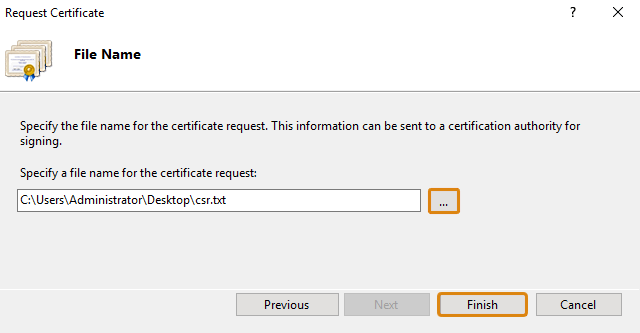 Request Certificate
?
File Name
Specify the file name for the certificate request. This information can be sent to a certification authority for
signing.
Specify a file name for the certificate request:
C:\Users\Administrator\Desktop\csr.txt
...
Previous Next Finish Cancel